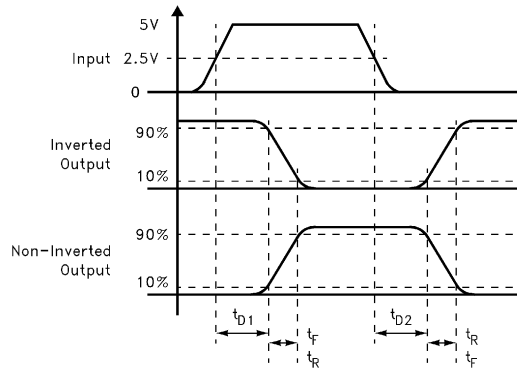 5V
Input 2.5V
0
90%
Inverted
Output
10%
90%
Non-Inverted
Output
10%
tD1 tF tD2 tR
tR tF